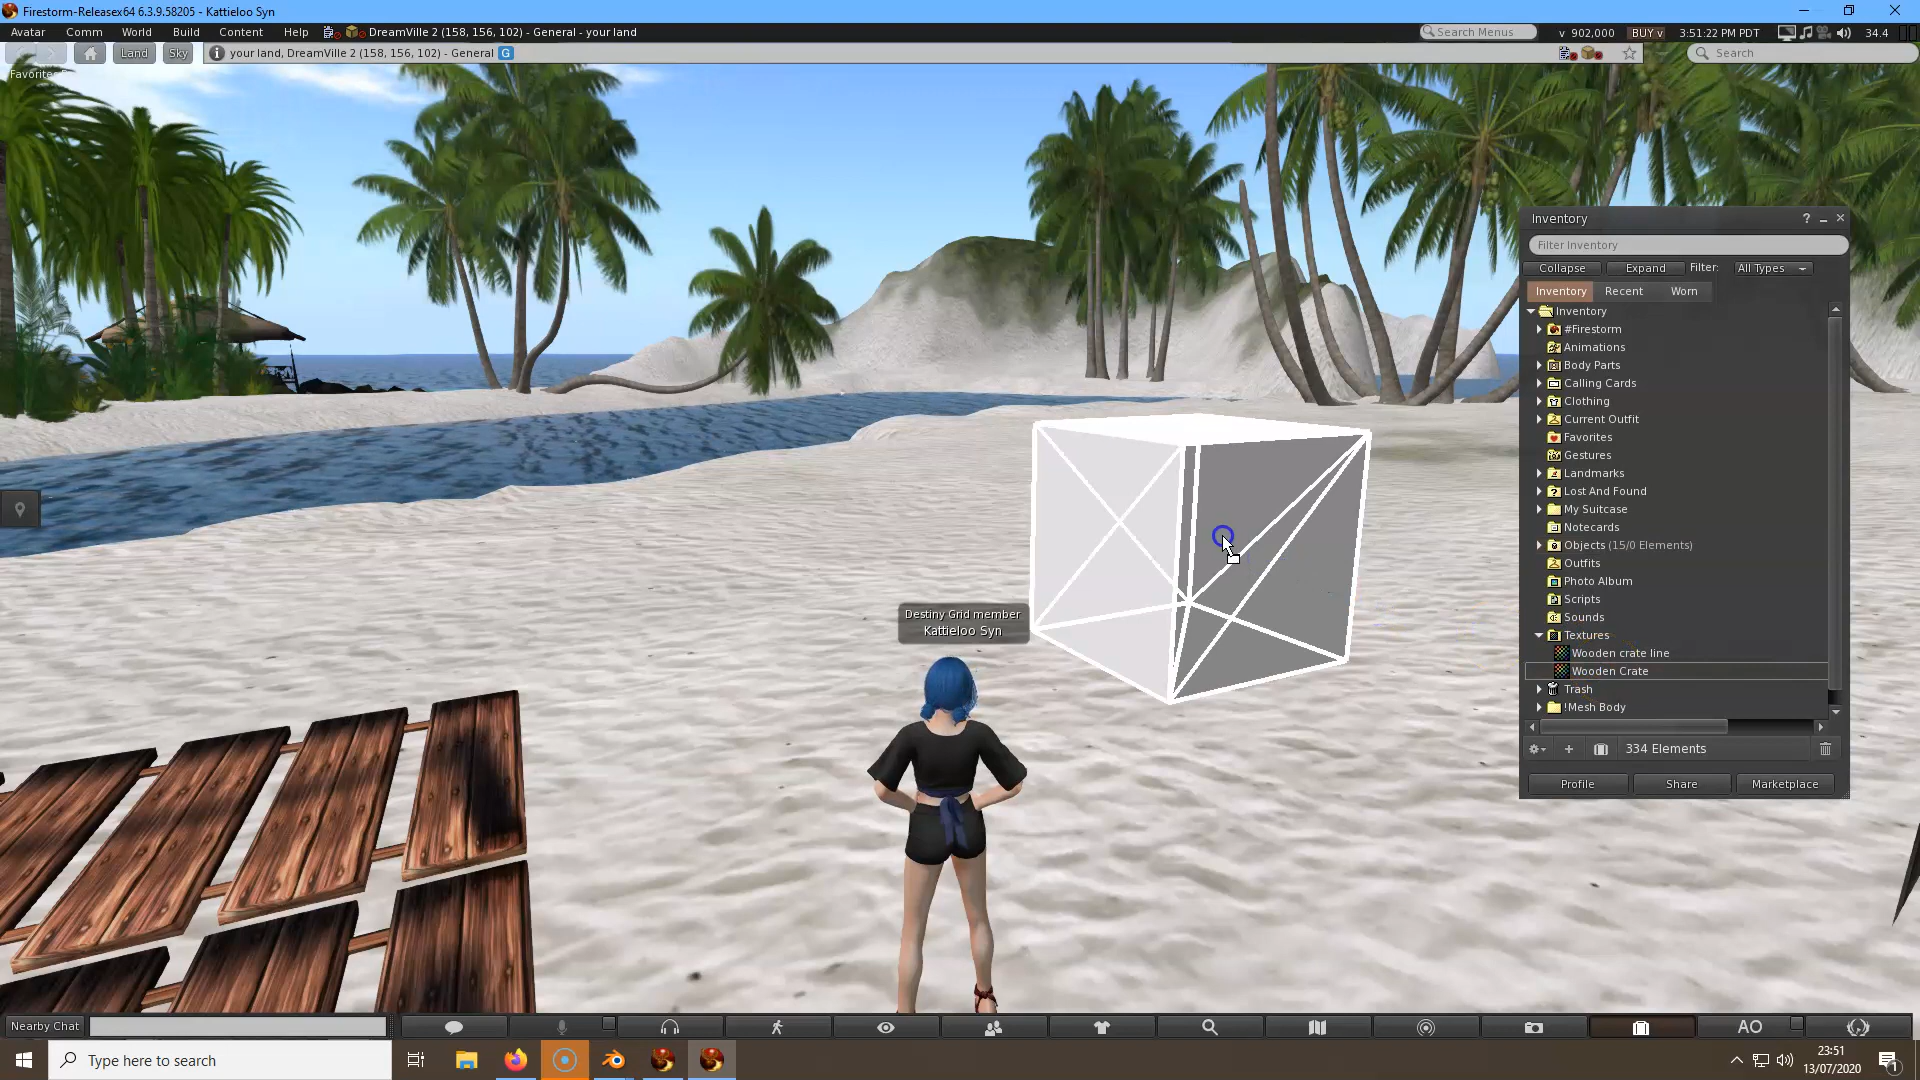 Firestorm-Releasex64 6.3.9.58205 - Kattieloo Syn
Avatar Comm World Build Content Help DreamVille 2 (158, 156, 102) - General - your land
Search Menus v 902,000 BUY v 3:51:22 PM PDT 34.4
Land Sky your land, DreamVille 2 (158, 156, 102) - General G
Search
Favorites
Inventory ?
Filter Inventory
Collapse Expand Filter: All Types
Inventory Recent Worn
Inventory
#Firestorm
Animations
Body Parts
Calling Cards
Clothing
Current Outfit
Favorites
Gestures
Landmarks
Lost And Found
My Suitcase
Notecards
Objects (15/0 Elements)
Outfits
Photo Album
Scripts
Sounds
Textures
Wooden crate line
Wooden Crate
Trash
!Mesh Body
334 Elements
Profile Share Marketplace
Destiny Grid member
Kattieloo Syn
Nearby Chat
AO
Type here to search
23:51
13/07/2020
1